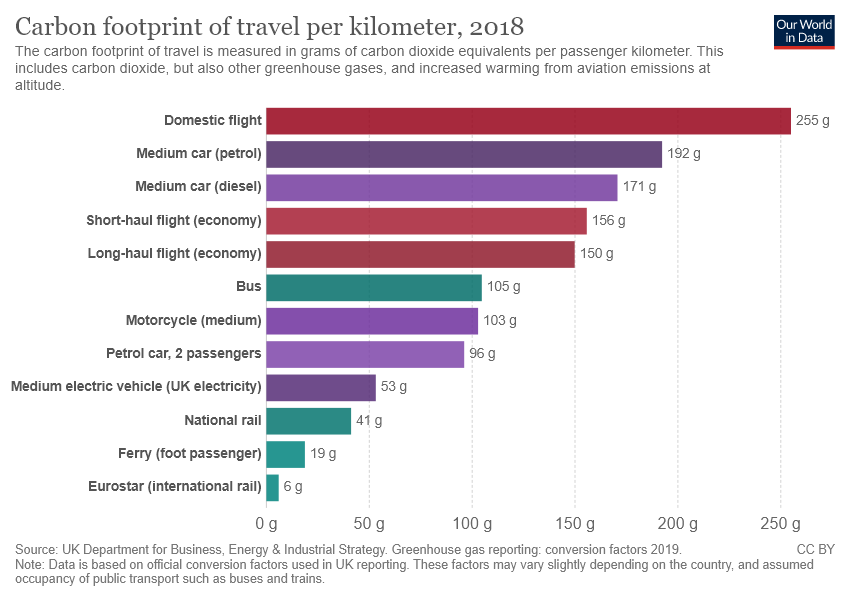 Carbon footprint of travel per kilometer, 2018
Our World
in Data
The carbon footprint of travel is measured in grams of carbon dioxide equivalents per passenger kilometer. This
includes carbon dioxide, but also other greenhouse gases, and increased warming from aviation emissions at
altitude.
Domestic flight 255 g
Medium car (petrol) 192 g
Medium car (diesel) 171 g
Short-haul flight (economy) 156 g
Long-haul flight (economy) 150 g
Bus 105 g
Motorcycle (medium) 103 g
Petrol car, 2 passengers 96 g
Medium electric vehicle (UK electricity) 53 g
National rail 41 g
Ferry (foot passenger) 19 g
Eurostar (international rail) 6 g
0 g 50 g 100 g 150 g 200 g 250 g
Source: UK Department for Business, Energy & Industrial Strategy. Greenhouse gas reporting: conversion factors 2019. CC BY
Note: Data is based on official conversion factors used in UK reporting. These factors may vary slightly depending on the country, and assumed
occupancy of public transport such as buses and trains.